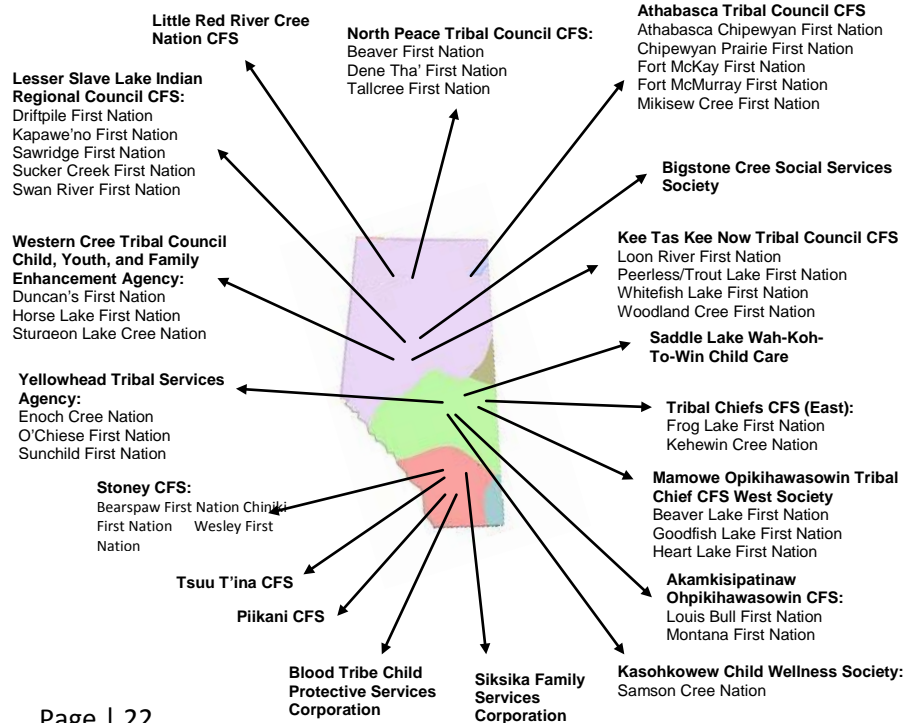 Little Red River Cree
Nation CFS
North Peace Tribal Council CFS:
Beaver First Nation
Dene Tha' First Nation
Tallcree First Nation
Athabasca Tribal Council CFS
Athabasca Chipewyan First Nation
Chipewyan Prairie First Nation
Fort McKay First Nation
Fort McMurray First Nation
Mikisew Cree First Nation
Lesser Slave Lake Indian
Regional Council CFS:
Driftpile First Nation
Kapawe'no First Nation
Sawridge First Nation
Sucker Creek First Nation
Swan River First Nation
Bigstone Cree Social Services
Society
Western Cree Tribal Council
Child, Youth, and Family
Enhancement Agency:
Duncan's First Nation
Horse Lake First Nation
Sturgeon Lake Cree Nation
Kee Tas Kee Now Tribal Council CFS
Loon River First Nation
Peerless/Trout Lake First Nation
Whitefish Lake First Nation
Woodland Cree First Nation
Saddle Lake Wah-Koh-
To-Win Child Care
Yellowhead Tribal Services
Agency:
Enoch Cree Nation
O'Chiese First Nation
Sunchild First Nation
Tribal Chiefs CFS (East):
Frog Lake First Nation
Kehewin Cree Nation
Stoney CFS:
Bearspaw First Nation Chiniki
First Nation Wesley First
Nation
Mamowe Opikihawasowin Tribal
Chief CFS West Society
Beaver Lake First Nation
Goodfish Lake First Nation
Heart Lake First Nation
Tsuu T'ina CFS
Piikani CFS
Akamkisipatinaw
Ohpikihawasowin CFS:
Louis Bull First Nation
Montana First Nation
Blood Tribe Child
Protective Services
Corporation
Siksika Family
Services
Corporation
Kasohkowew Child Wellness Society:
Samson Cree Nation
Page | 22